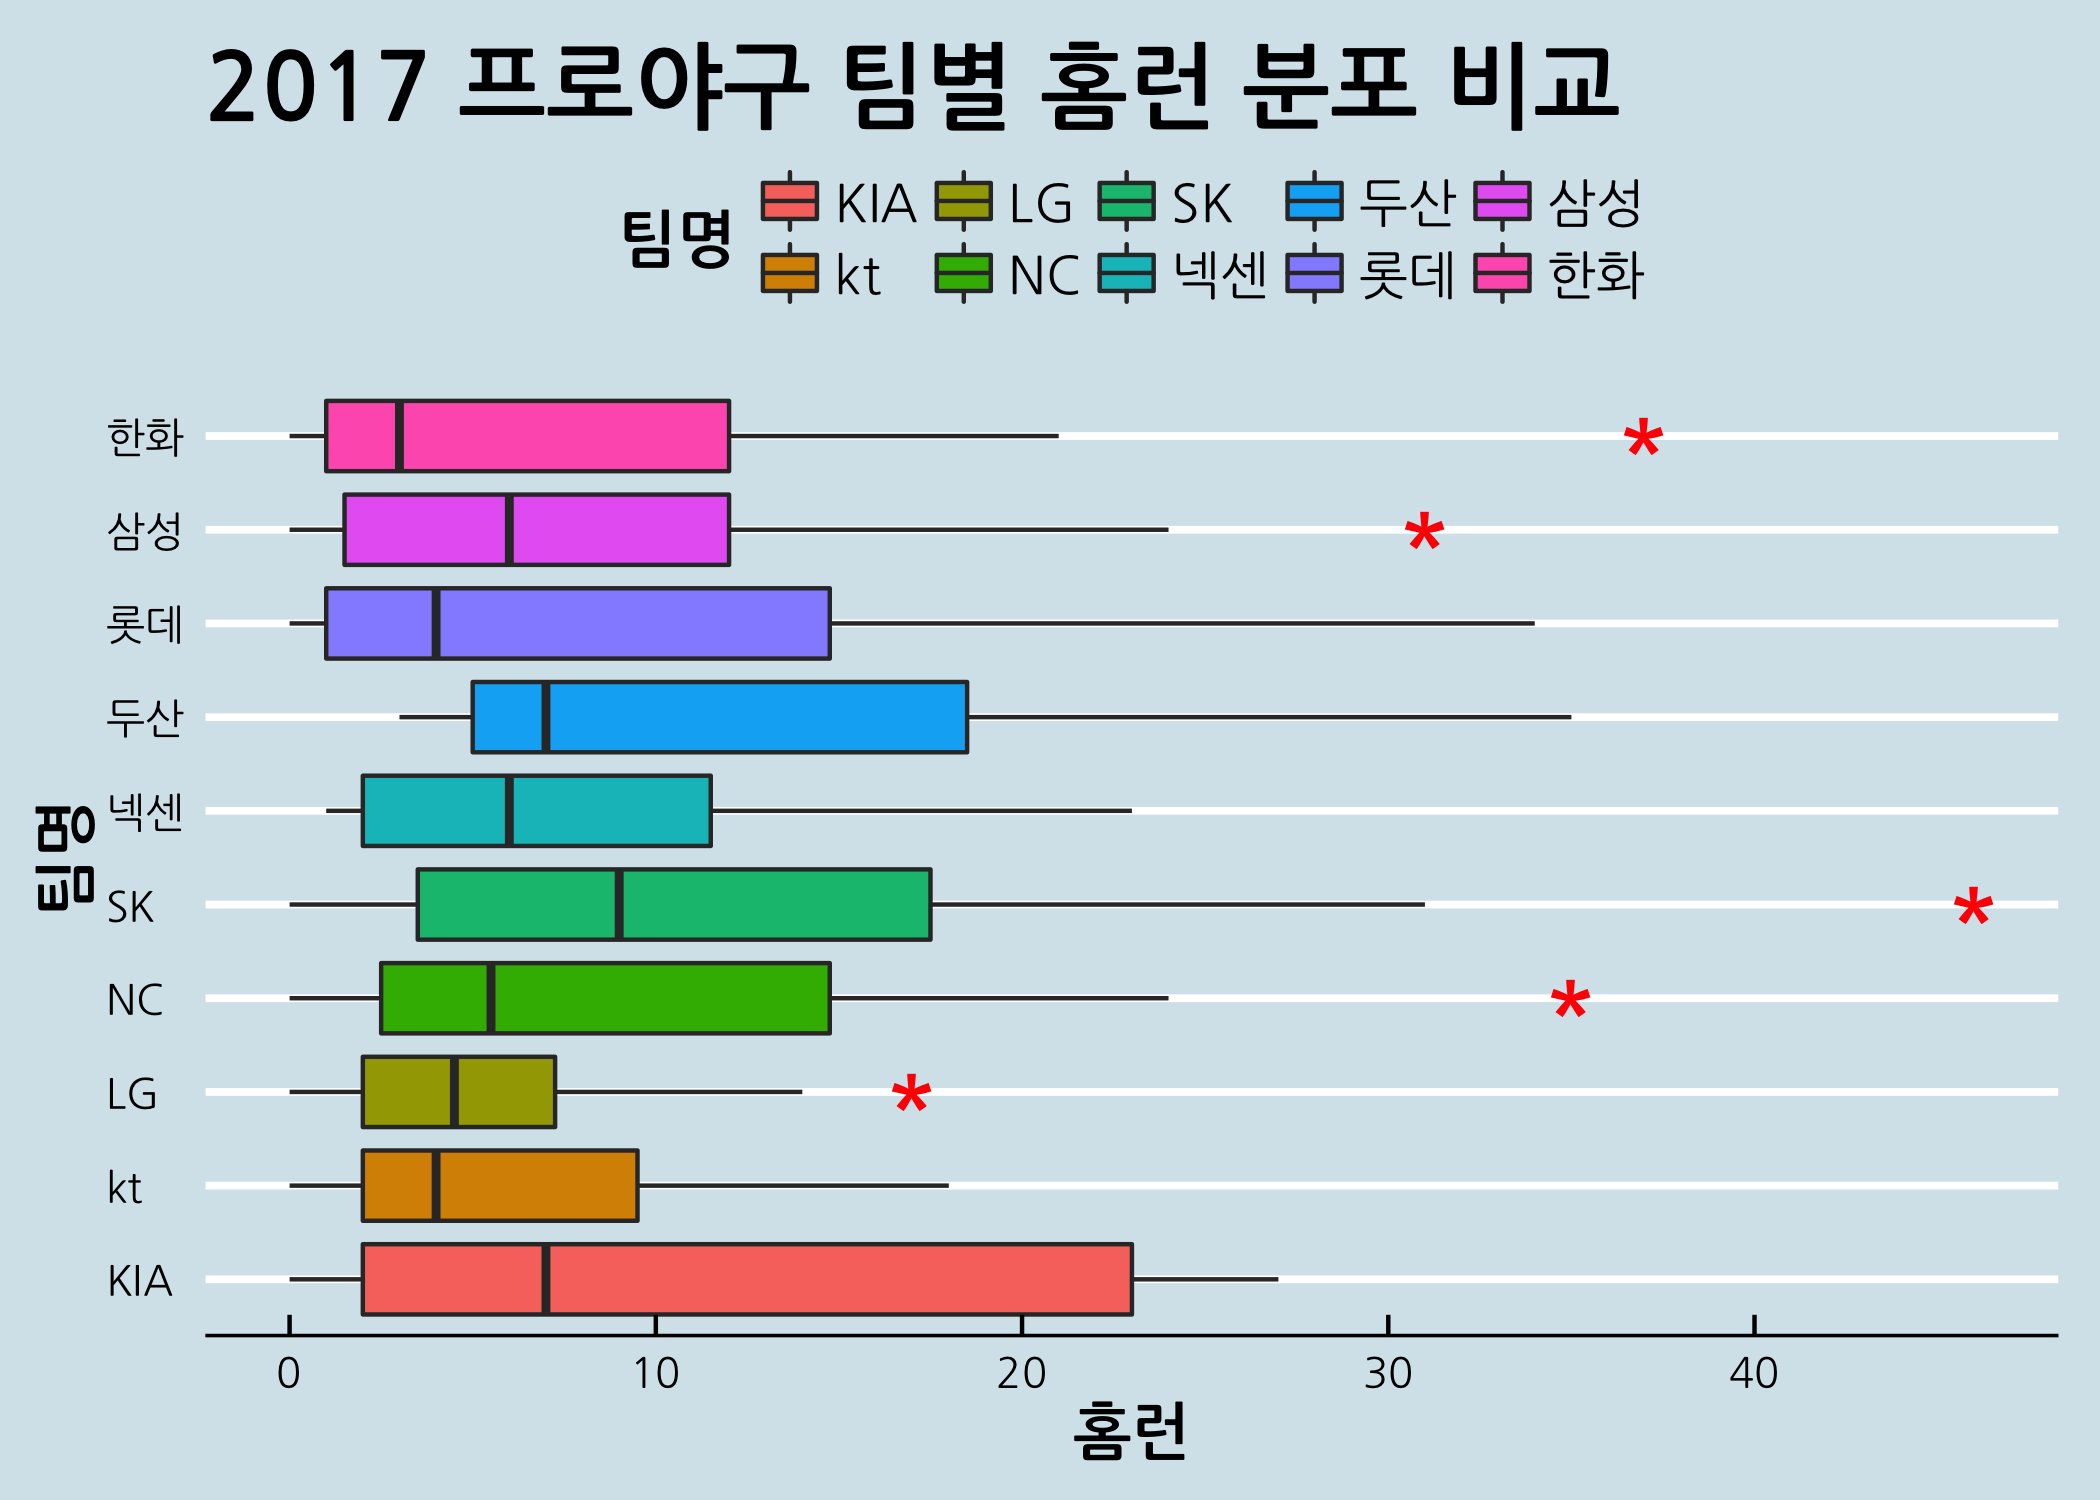 2017 프로야구 팀별 홈런 분포 비교
팀명
KIA LG SK 두산 삼성
kt NC 넥센 롯데 한화
한화
삼성
롯데
두산
넥센
SK
NC
LG
kt
KIA
팀명
0 10 20 30 40
홈런